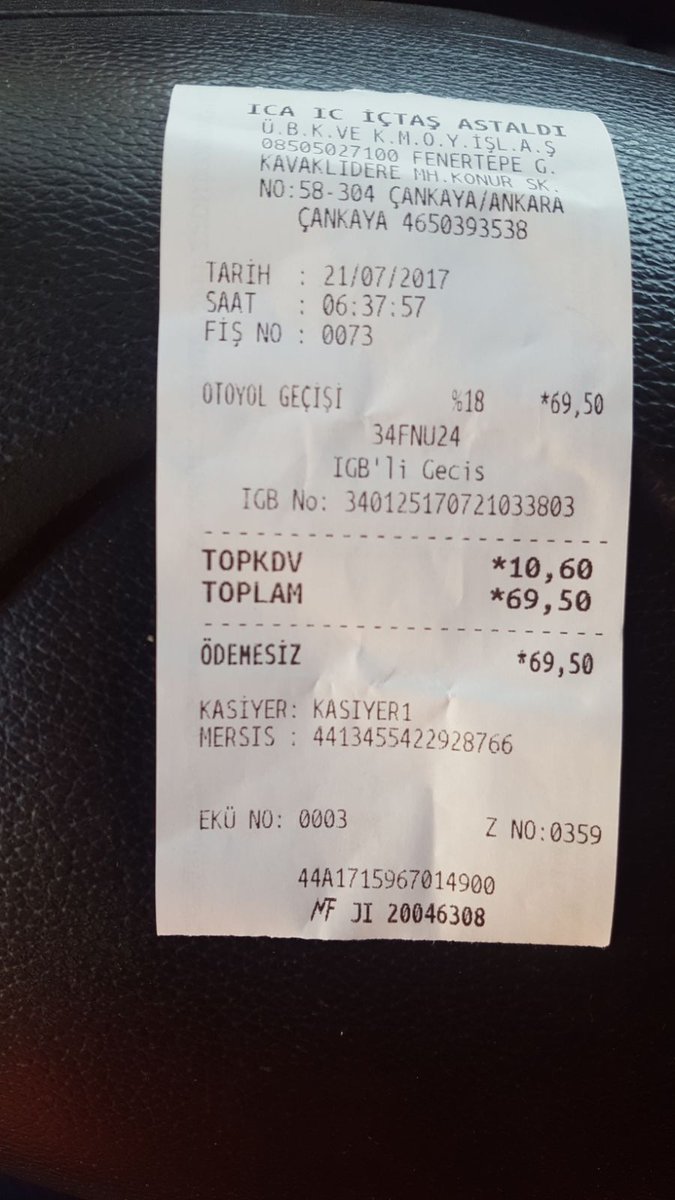 ICA IC İÇTAŞ ASTALDI
Ü.B.K.VE K.M.O.Y.İŞL.A.Ş
08505027100 FENERTEPE G.
KAVAKLIDERE MH.KONUR SK.
NO:58-304 ÇANKAYA/ANKARA
ÇANKAYA 4650393538
TARİH : 21/07/2017
SAAT : 06:37:57
FİŞ NO : 0073
OTOYOL GEÇİŞİ %18 *69,50
34FNU24
IGB'li Gecis
IGB No: 340125170721033803
TOPKDV *10,60
TOPLAM *69,50
ÖDEMESİZ *69,50
KASİYER: KASIYER1
MERSIS : 4413455422928766
EKÜ NO: 0003 Z NO:0359
44A1715967014900
MF JI 20046308